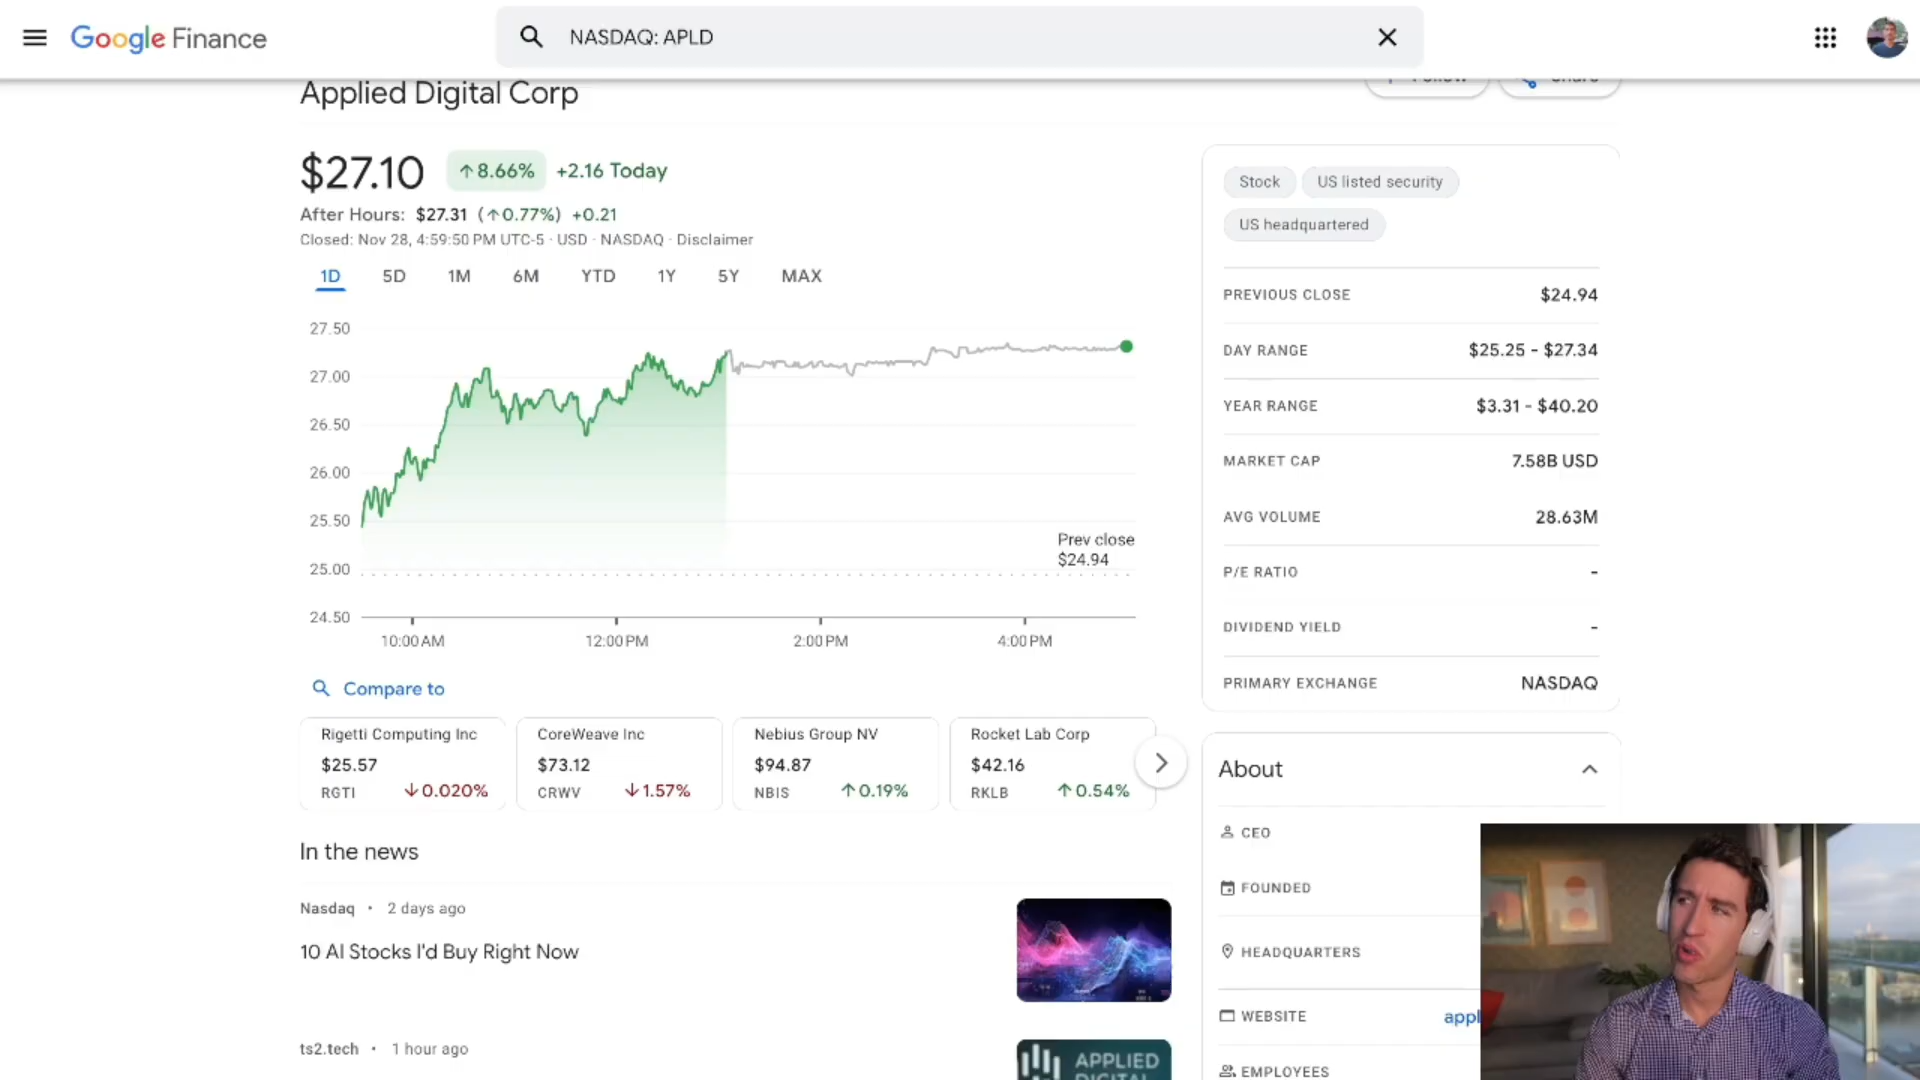 Google Finance
NASDAQ: APLD
Applied Digital Corp
Follow
Share
$27.10
↑8.66%
+2.16 Today
After Hours: $27.31 (↑0.77%) +0.21
Closed: Nov 28, 4:59:50 PM UTC-5 · USD · NASDAQ · Disclaimer
1D 5D 1M 6M YTD 1Y 5Y MAX
27.50
27.00
26.50
26.00
25.50
25.00
24.50
Prev close
$24.94
10:00 AM 12:00 PM 2:00 PM 4:00 PM
Compare to
Rigetti Computing Inc
$25.57
RGTI ↓0.020%
CoreWeave Inc
$73.12
CRWV ↓1.57%
Nebius Group NV
$94.87
NBIS ↑0.19%
Rocket Lab Corp
$42.16
RKLB ↑0.54%
In the news
Nasdaq • 2 days ago
10 AI Stocks I'd Buy Right Now
ts2.tech • 1 hour ago
APPLIED
DIGITAL
Stock
US listed security
US headquartered
PREVIOUS CLOSE $24.94
DAY RANGE $25.25 - $27.34
YEAR RANGE $3.31 - $40.20
MARKET CAP 7.58B USD
AVG VOLUME 28.63M
P/E RATIO -
DIVIDEND YIELD -
PRIMARY EXCHANGE NASDAQ
About
CEO
FOUNDED
HEADQUARTERS
WEBSITE appl
EMPLOYEES